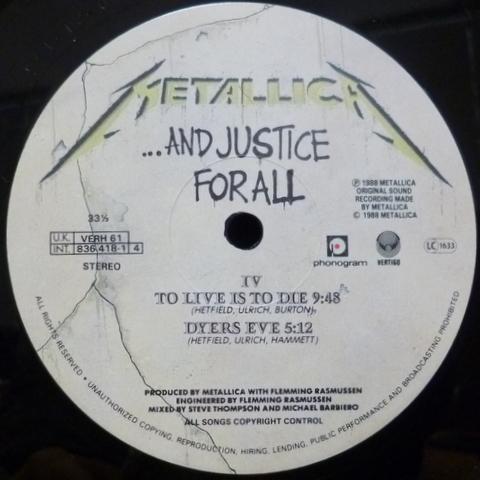 METALLICA
...AND JUSTICE
FOR ALL
33⅓
U.K. VERH 61
INT. 836 418-1 4
STEREO
Ⓟ 1988 METALLICA
ORIGINAL SOUND
RECORDING MADE
BY METALLICA
© 1988 METALLICA
phonogram
VERTIGO
LC 1633
IV
TO LIVE IS TO DIE 9:48
(HETFIELD, ULRICH, BURTON)
DYERS EVE 5:12
(HETFIELD, ULRICH, HAMMETT)
PRODUCED BY METALLICA WITH FLEMMING RASMUSSEN
ENGINEERED BY FLEMMING RASMUSSEN
MIXED BY STEVE THOMPSON AND MICHAEL BARBIERO
ALL SONGS COPYRIGHT CONTROL
ALL RIGHTS RESERVED • UNAUTHORIZED COPYING, REPRODUCTION, HIRING, LENDING, PUBLIC PERFORMANCE AND BROADCASTING PROHIBITED